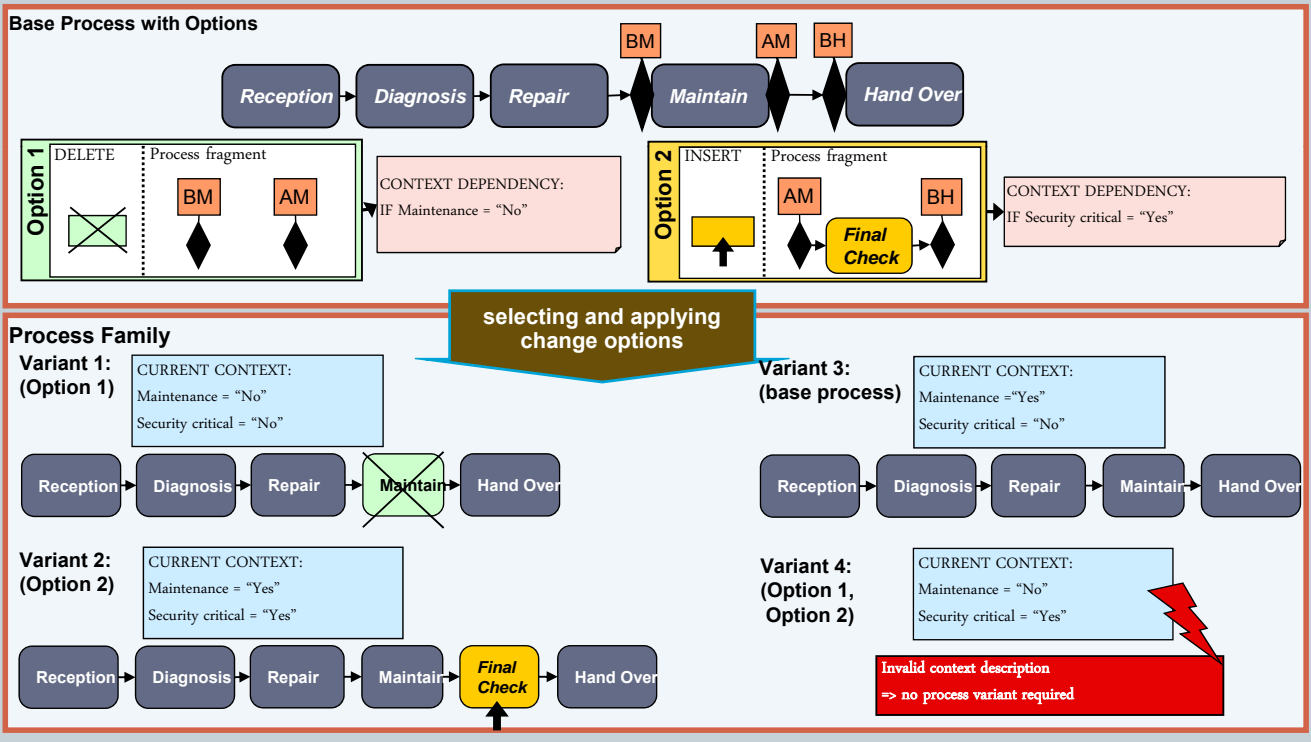 Base Process with Options
BM
AM
BH
Reception
Diagnosis
Repair
Maintain
Hand Over
Option 1
DELETE
Process fragment
BM
AM
CONTEXT DEPENDENCY:
IF Maintenance = “No”
Option 2
INSERT
Process fragment
AM
BH
Final
Check
CONTEXT DEPENDENCY:
IF Security critical = “Yes”
selecting and applying
change options
Process Family
Variant 1:
(Option 1)
CURRENT CONTEXT:
Maintenance = “No”
Security critical = “No”
Reception
Diagnosis
Repair
Maintain
Hand Over
Variant 2:
(Option 2)
CURRENT CONTEXT:
Maintenance = “Yes”
Security critical = “Yes”
Reception
Diagnosis
Repair
Maintain
Final
Check
Hand Over
Variant 3:
(base process)
CURRENT CONTEXT:
Maintenance =“Yes”
Security critical = “No”
Reception
Diagnosis
Repair
Maintain
Hand Over
Variant 4:
(Option 1,
Option 2)
CURRENT CONTEXT:
Maintenance = “No”
Security critical = “Yes”
Invalid context description
=> no process variant required